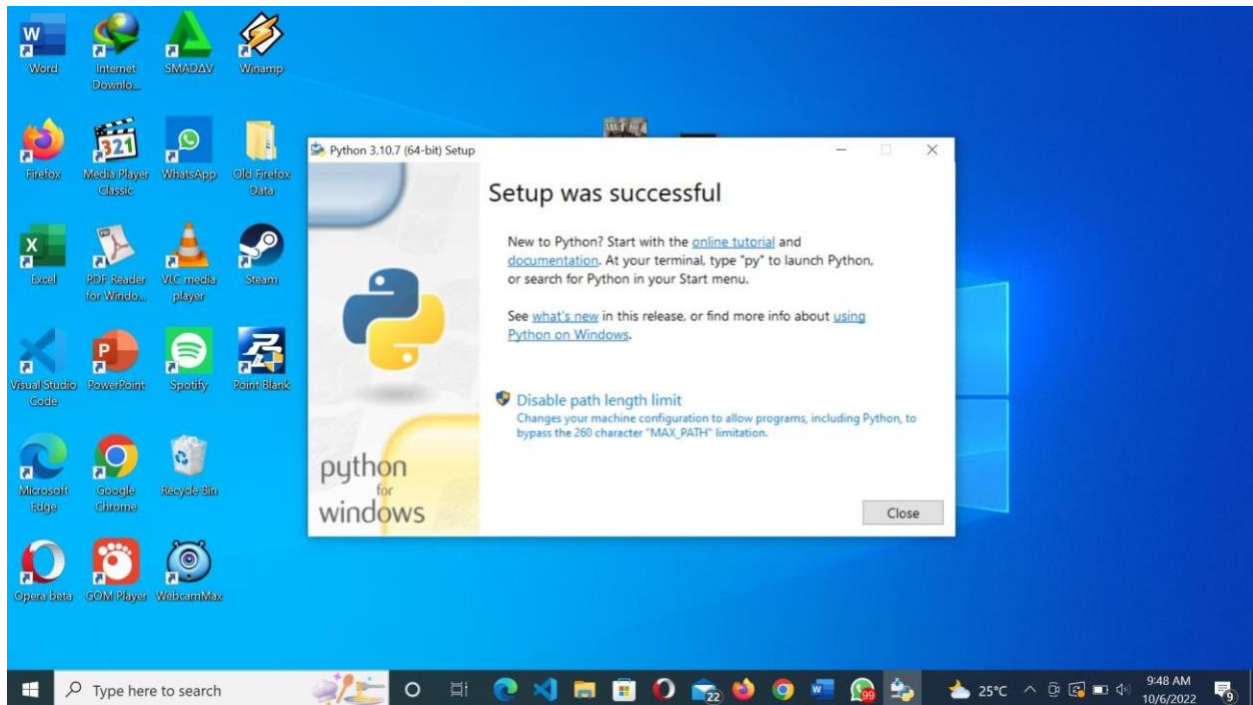 Word
Internet
Downlo...
SMADAV
Winamp
Firefox
321
Media Player
Classic
WhatsApp
Old Firefox
Data
Excel
PDF Reader
for Windo...
VLC media
player
Steam
Visual Studio
Code
PowerPoint
Spotify
Point Blank
Microsoft
Edge
Google
Chrome
Recycle Bin
Opera beta
GOM Player
WebcamMax
Python 3.10.7 (64-bit) Setup
Setup was successful
New to Python? Start with the online tutorial and
documentation. At your terminal, type "py" to launch Python,
or search for Python in your Start menu.
See what's new in this release, or find more info about using
Python on Windows.
Disable path length limit
Changes your machine configuration to allow programs, including Python, to
bypass the 260 character "MAX_PATH" limitation.
python
for
windows
Close
Type here to search
22
99
25°C
9:48 AM
10/6/2022
9